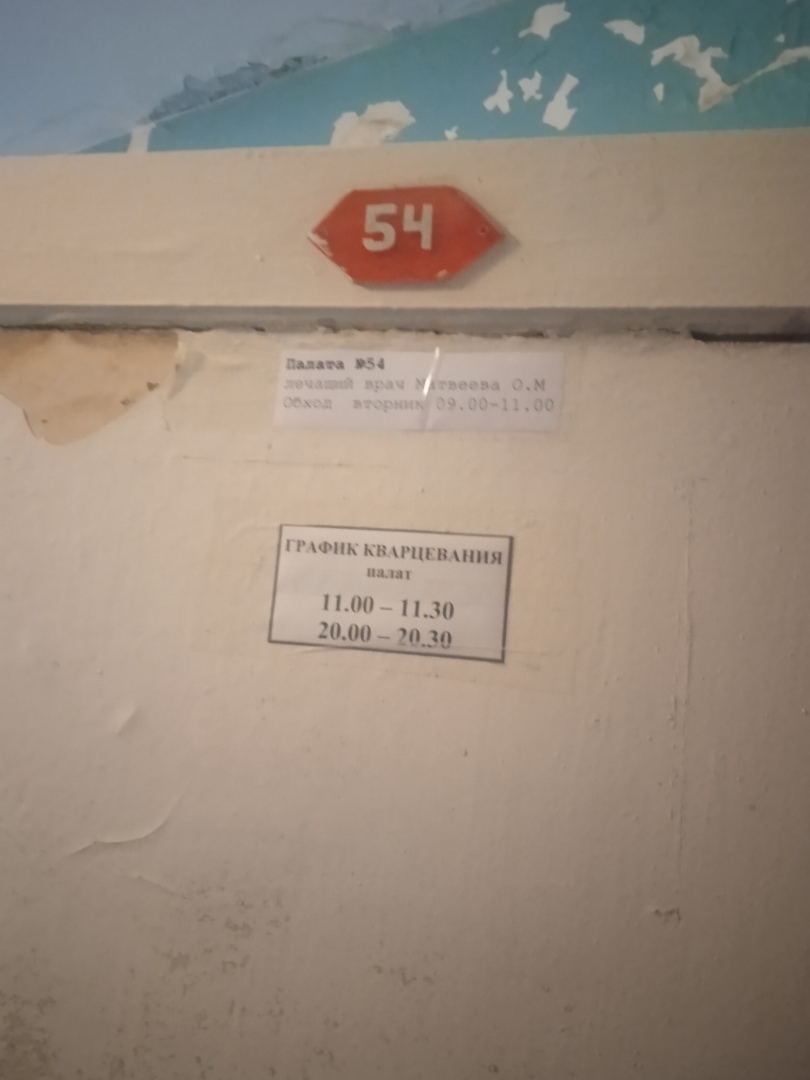 54
Палата №54
лечащий врач Матвеева О.М
Обход вторник 09.00-11.00
ГРАФИК КВАРЦЕВАНИЯ
палат
11.00 – 11.30
20.00 – 20.30